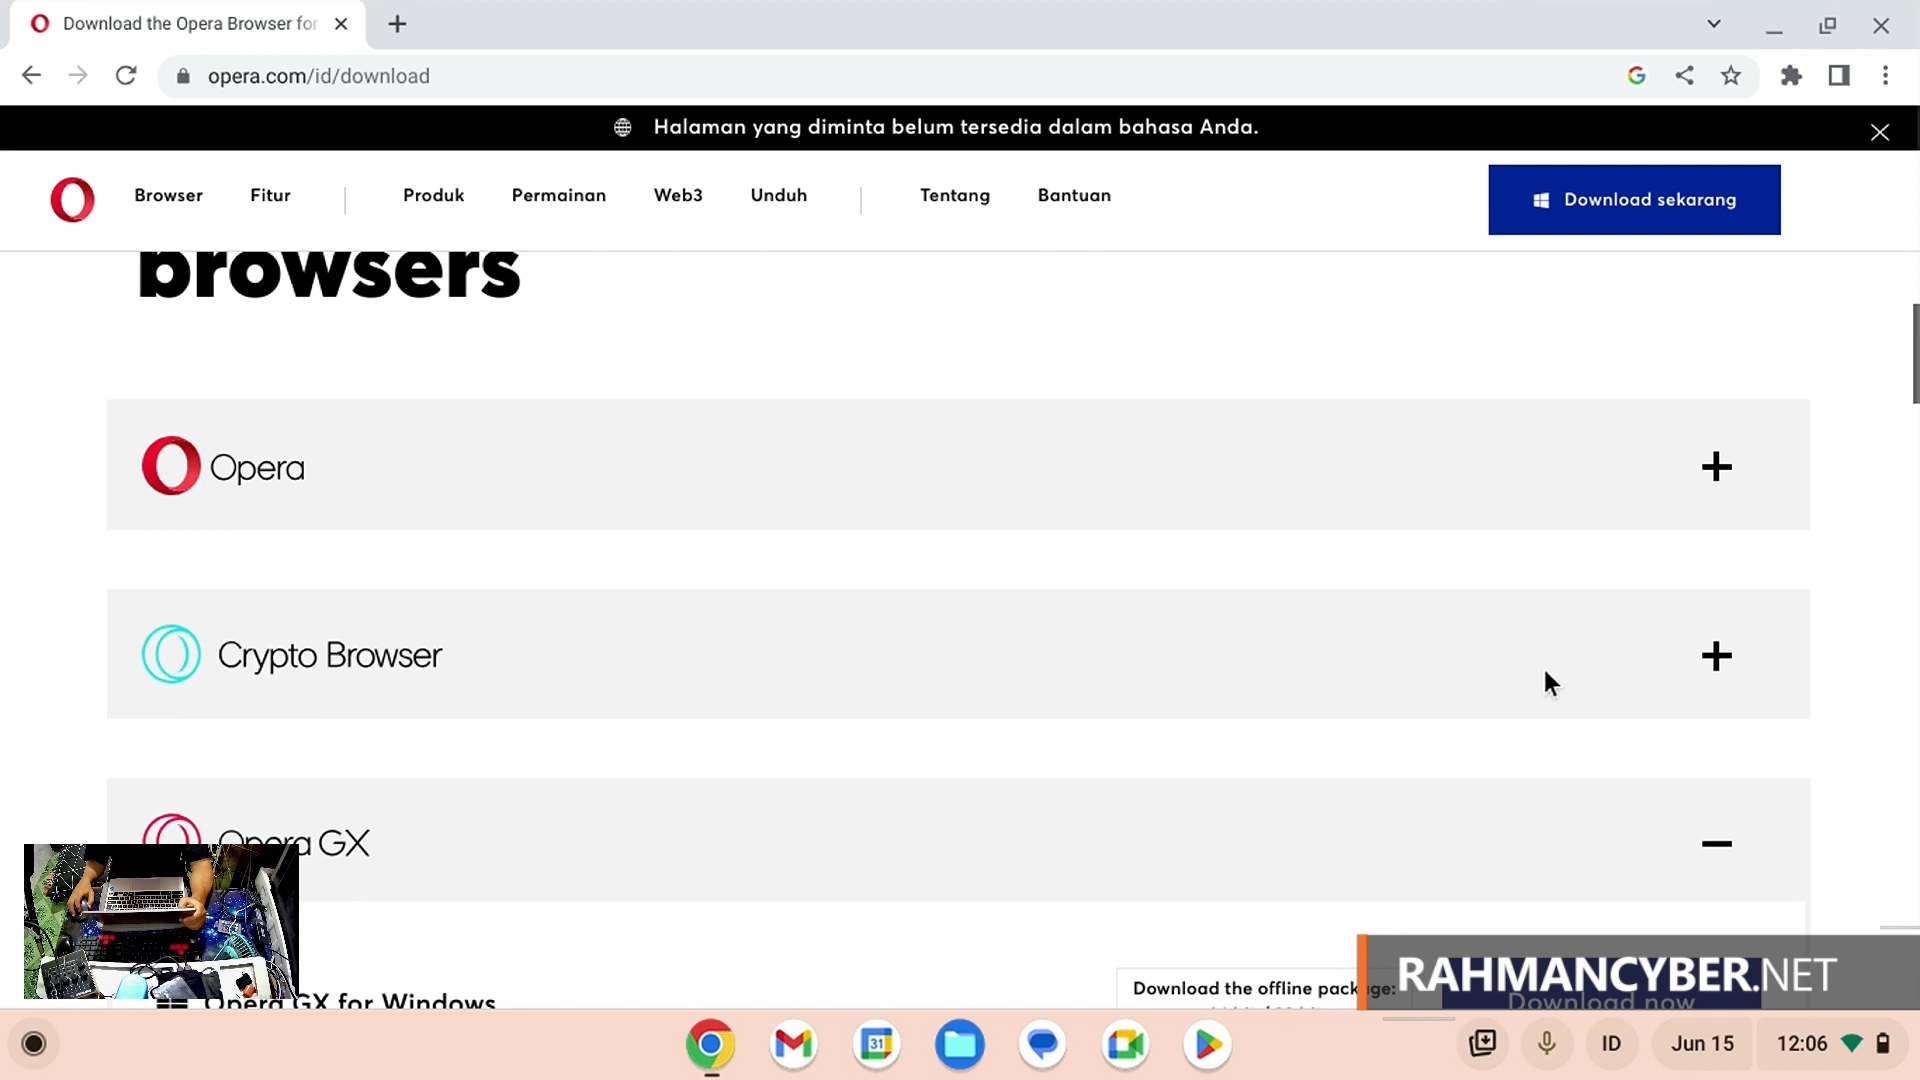 Download the Opera Browser for
opera.com/id/download
Halaman yang diminta belum tersedia dalam bahasa Anda.
Browser
Fitur
Produk
Permainan
Web3
Unduh
Tentang
Bantuan
Download sekarang
browsers
Opera
Crypto Browser
Opera GX
Opera GX for Windows
Download the offline package:
RAHMANCYBER.NET
Download now
31
ID
Jun 15
12:06